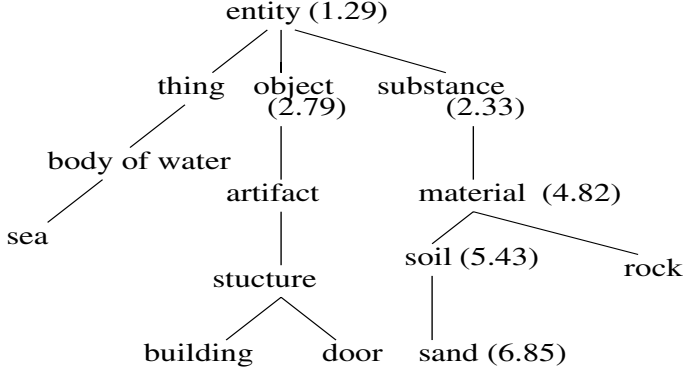 entity (1.29)
thing object substance
(2.79) (2.33)
body of water
artifact material (4.82)
sea
soil (5.43) rock
stucture
building door sand (6.85)